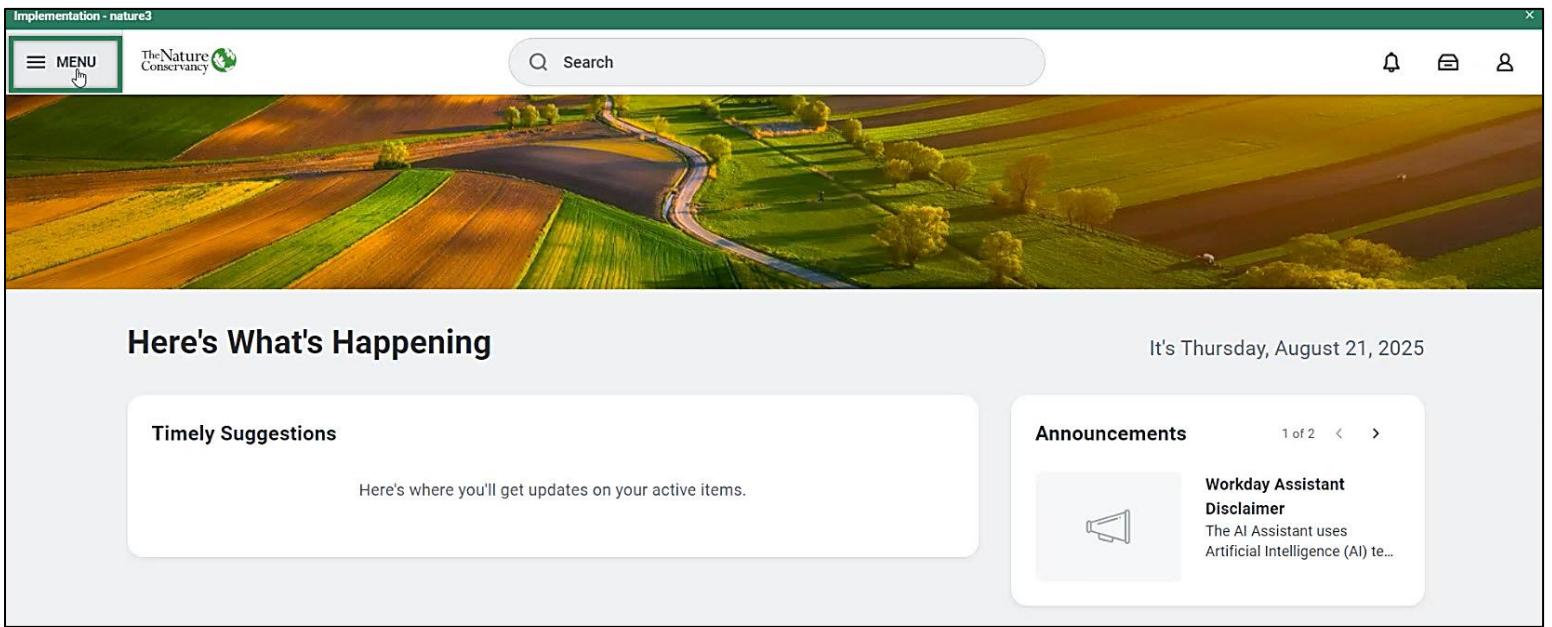 Implementation - nature3
MENU
The Nature
Conservancy
Search
Here's What's Happening
It's Thursday, August 21, 2025
Timely Suggestions
Here's where you'll get updates on your active items.
Announcements
1 of 2
Workday Assistant
Disclaimer
The AI Assistant uses
Artificial Intelligence (AI) te...